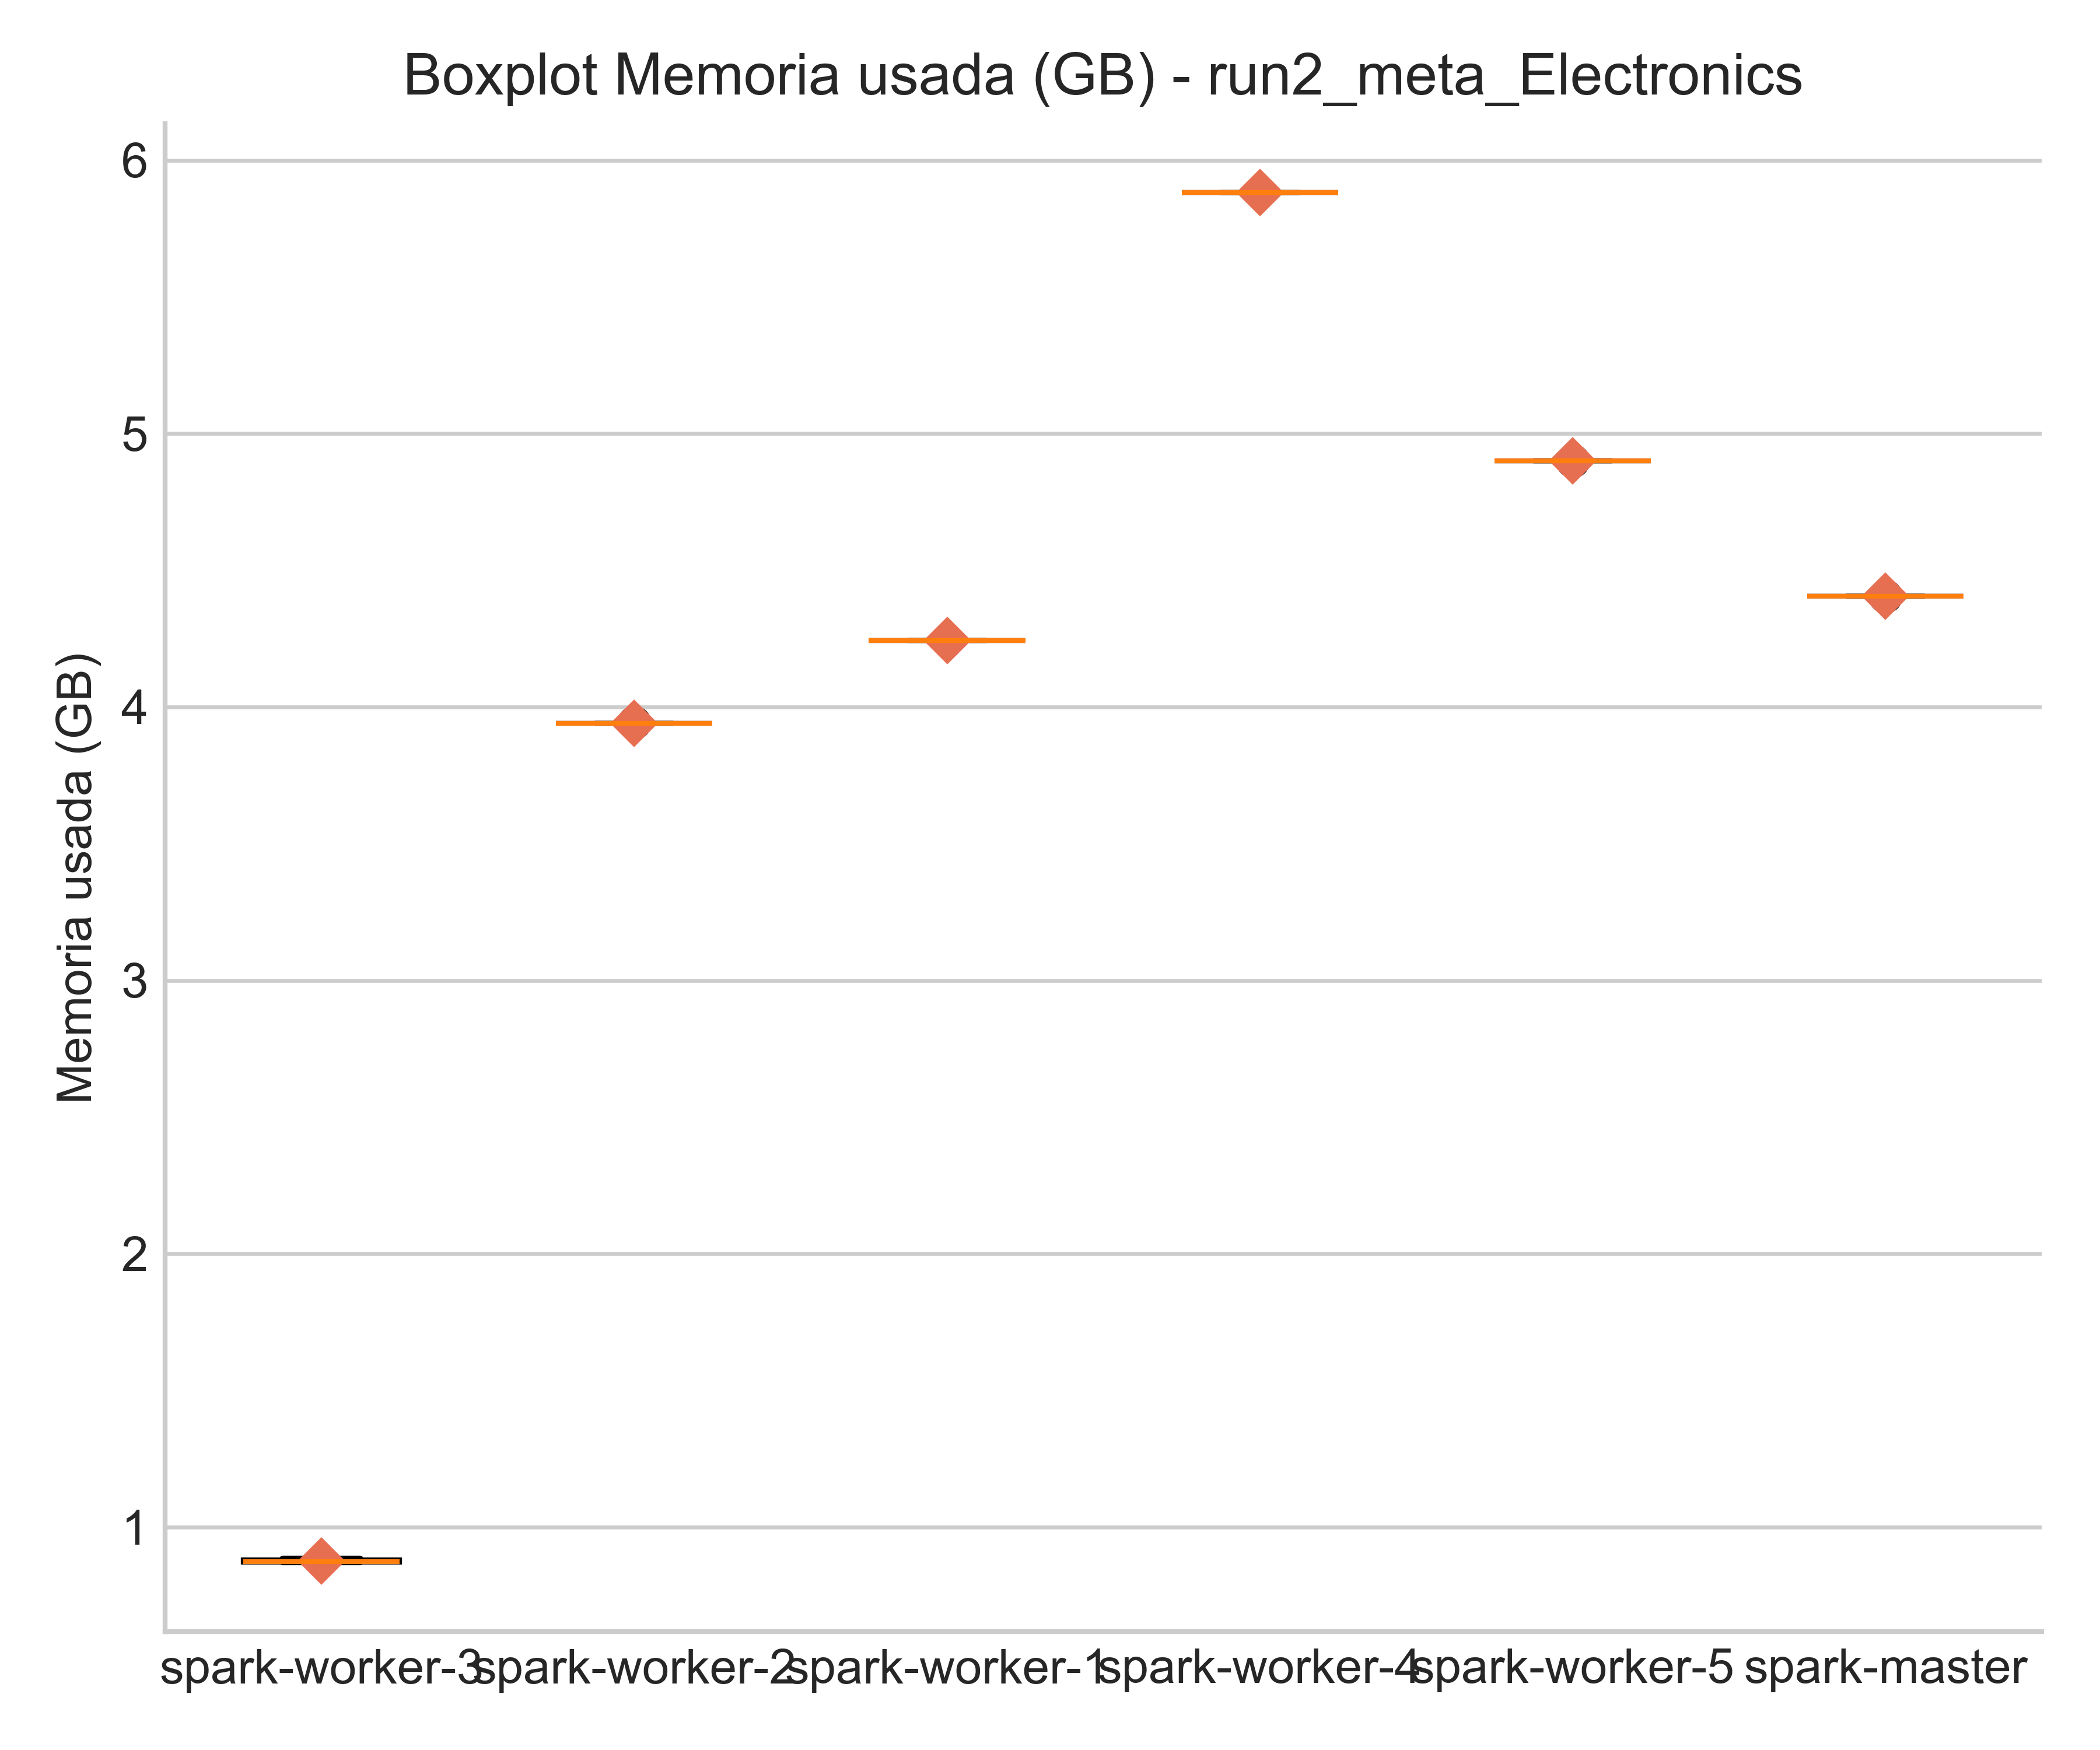 Boxplot Memoria usada (GB) - run2_meta_Electronics
Memoria usada (GB)
6
5
4
3
2
1
spark-worker-3
spark-worker-2
spark-worker-1
spark-worker-4
spark-worker-5
spark-master